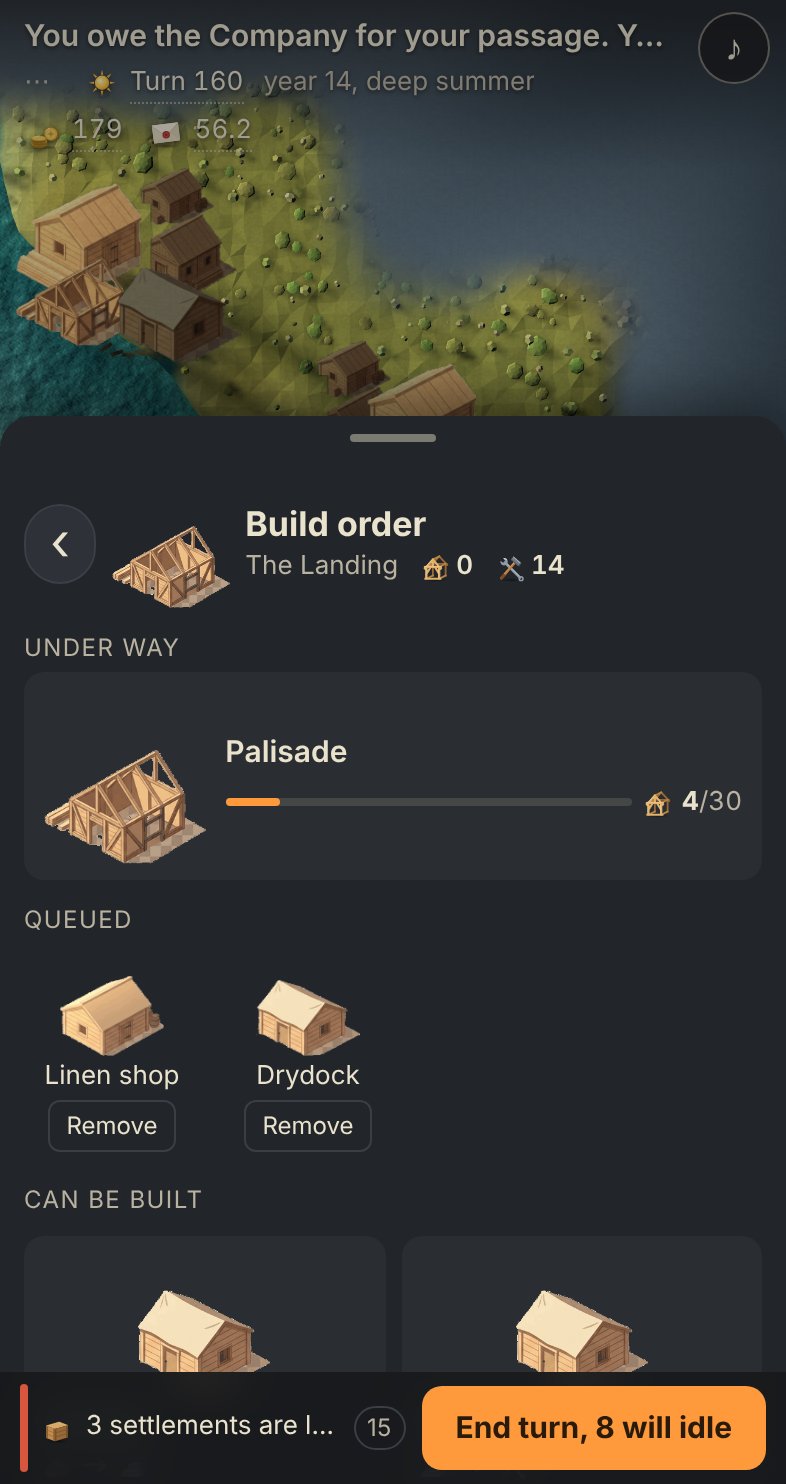 You owe the Company for your passage. Y...
... Turn 160 year 14, deep summer
179 56.2
Build order
The Landing 0 14
UNDER WAY
Palisade
4/30
QUEUED
Linen shop Drydock
Remove Remove
CAN BE BUILT
3 settlements are l... 15 End turn, 8 will idle